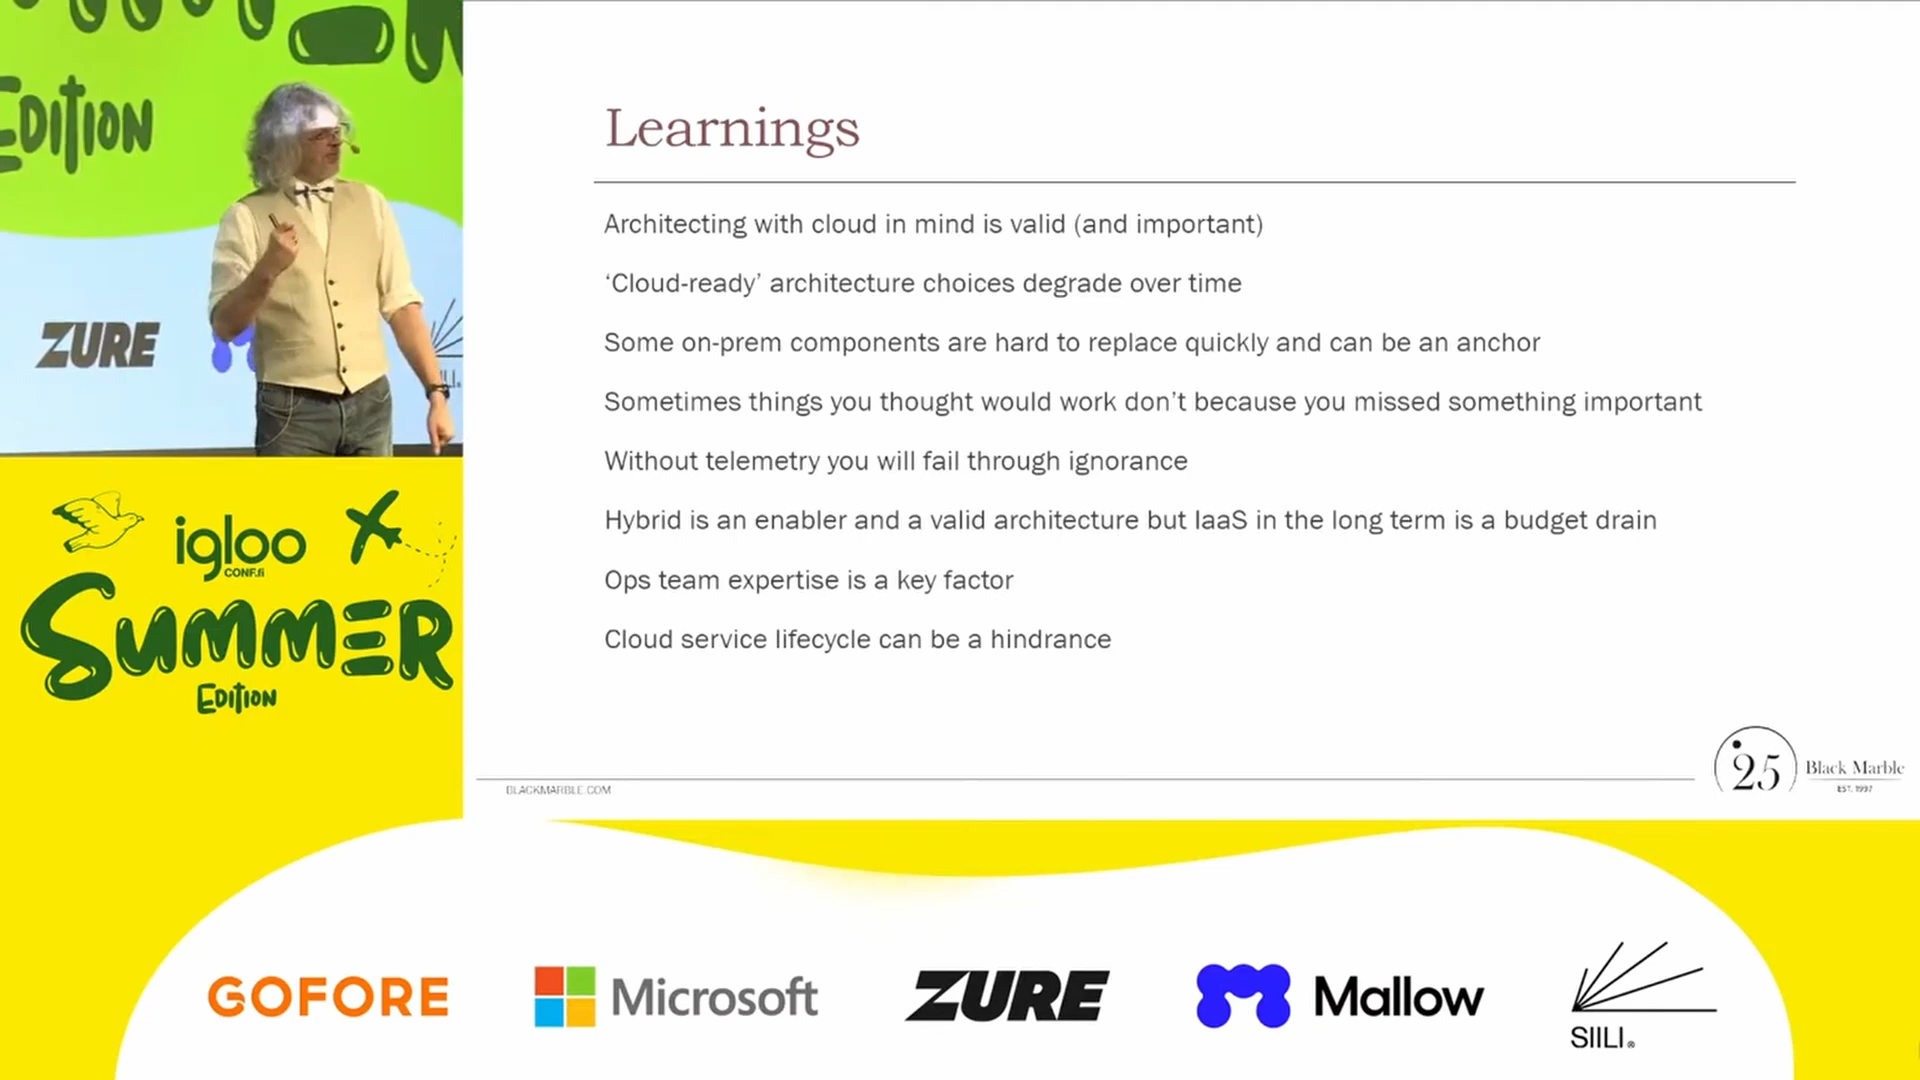 EDITION
ZURE
igloo
CONF.fi
SUMMER
EDITION
Learnings
Architecting with cloud in mind is valid (and important)
‘Cloud-ready’ architecture choices degrade over time
Some on-prem components are hard to replace quickly and can be an anchor
Sometimes things you thought would work don’t because you missed something important
Without telemetry you will fail through ignorance
Hybrid is an enabler and a valid architecture but IaaS in the long term is a budget drain
Ops team expertise is a key factor
Cloud service lifecycle can be a hindrance
BLACKMARBLE.COM
25
Black Marble
EST. 1997
GOFORE
Microsoft
ZURE
Mallow
SIILI®